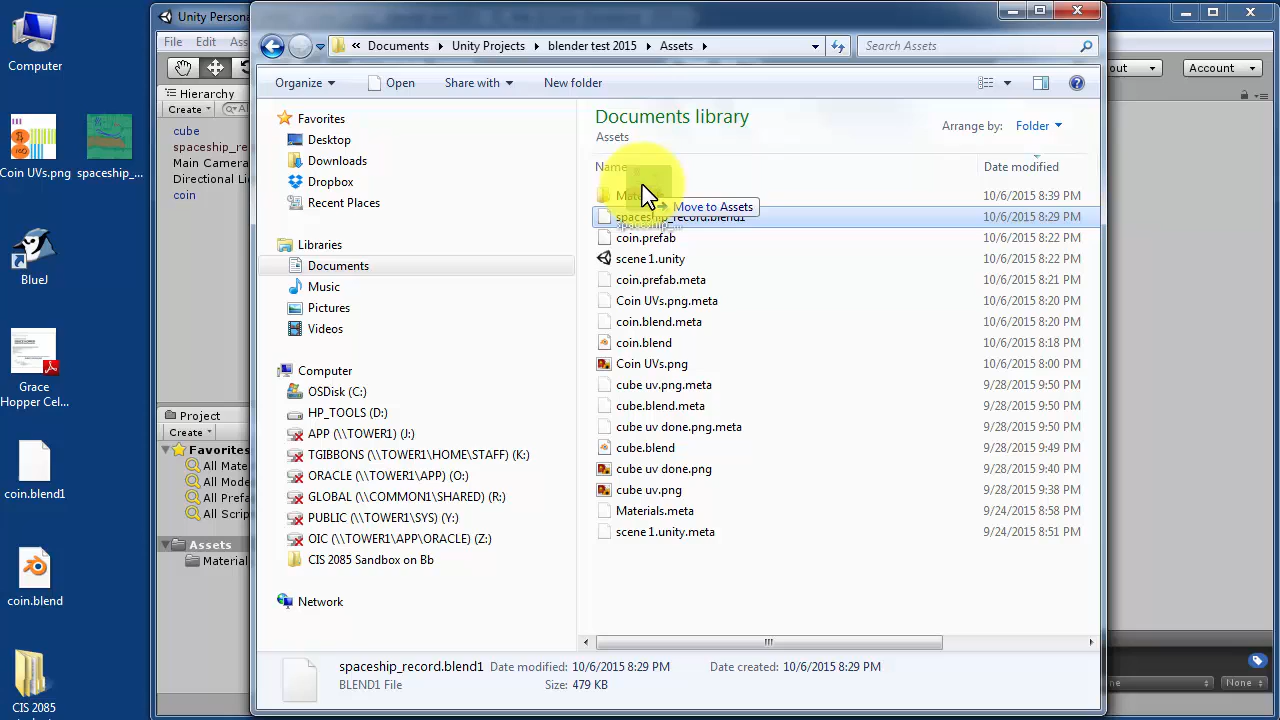 Unity Persona
File Edit Ass
Hierarchy
Create
cube
spaceship_re
Main Camera
coin
Project
Create
Favorites
All Mate
All Mode
All Prefa
All Scrip
Assets
Material
out Account
None
Computer
Coin UVs.png spaceship_...
BlueJ
Grace
Hopper Cel...
coin.blend1
coin.blend
CIS 2085
« Documents Unity Projects blender test 2015 Assets
Search Assets
Organize Open Share with New folder
Favorites
Desktop
Downloads
Dropbox
Recent Places
Libraries
Documents
Music
Pictures
Videos
Computer
OSDisk (C:)
HP_TOOLS (D:)
APP (\\TOWER1) (J:)
TGIBRONS (\\TOWER1\HOME\STAFF) (K:)
ORACLE (\\TOWER1\APP) (O:)
GLOBAL (\\COMMON1\SHARED) (R:)
PUBLIC (\\TOWER1\SYS) (Y:)
OIC (\\TOWER1\APP\ORACLE) (Z:)
CIS 2085 Sandbox on Bb
Network
Documents library
Assets
Arrange by: Folder
Name Date modified
10/6/2015 8:39 PM
Move to Assets
spaceship_record.blend1 10/6/2015 8:29 PM
coin.prefab 10/6/2015 8:22 PM
scene 1.unity 10/6/2015 8:22 PM
coin.prefab.meta 10/6/2015 8:21 PM
Coin UVs.png.meta 10/6/2015 8:20 PM
coin.blend.meta 10/6/2015 8:20 PM
coin.blend 10/6/2015 8:18 PM
Coin UVs.png 10/6/2015 8:00 PM
cube uv.png.meta 9/28/2015 9:50 PM
cube.blend.meta 9/28/2015 9:50 PM
cube uv done.png.meta 9/28/2015 9:50 PM
cube.blend 9/28/2015 9:49 PM
cube uv done.png 9/28/2015 9:40 PM
cube uv.png 9/28/2015 9:38 PM
Materials.meta 9/24/2015 8:58 PM
scene 1.unity.meta 9/24/2015 8:51 PM
spaceship_record.blend1 Date modified: 10/6/2015 8:29 PM Date created: 10/6/2015 8:29 PM
BLEND1 File Size: 479 KB